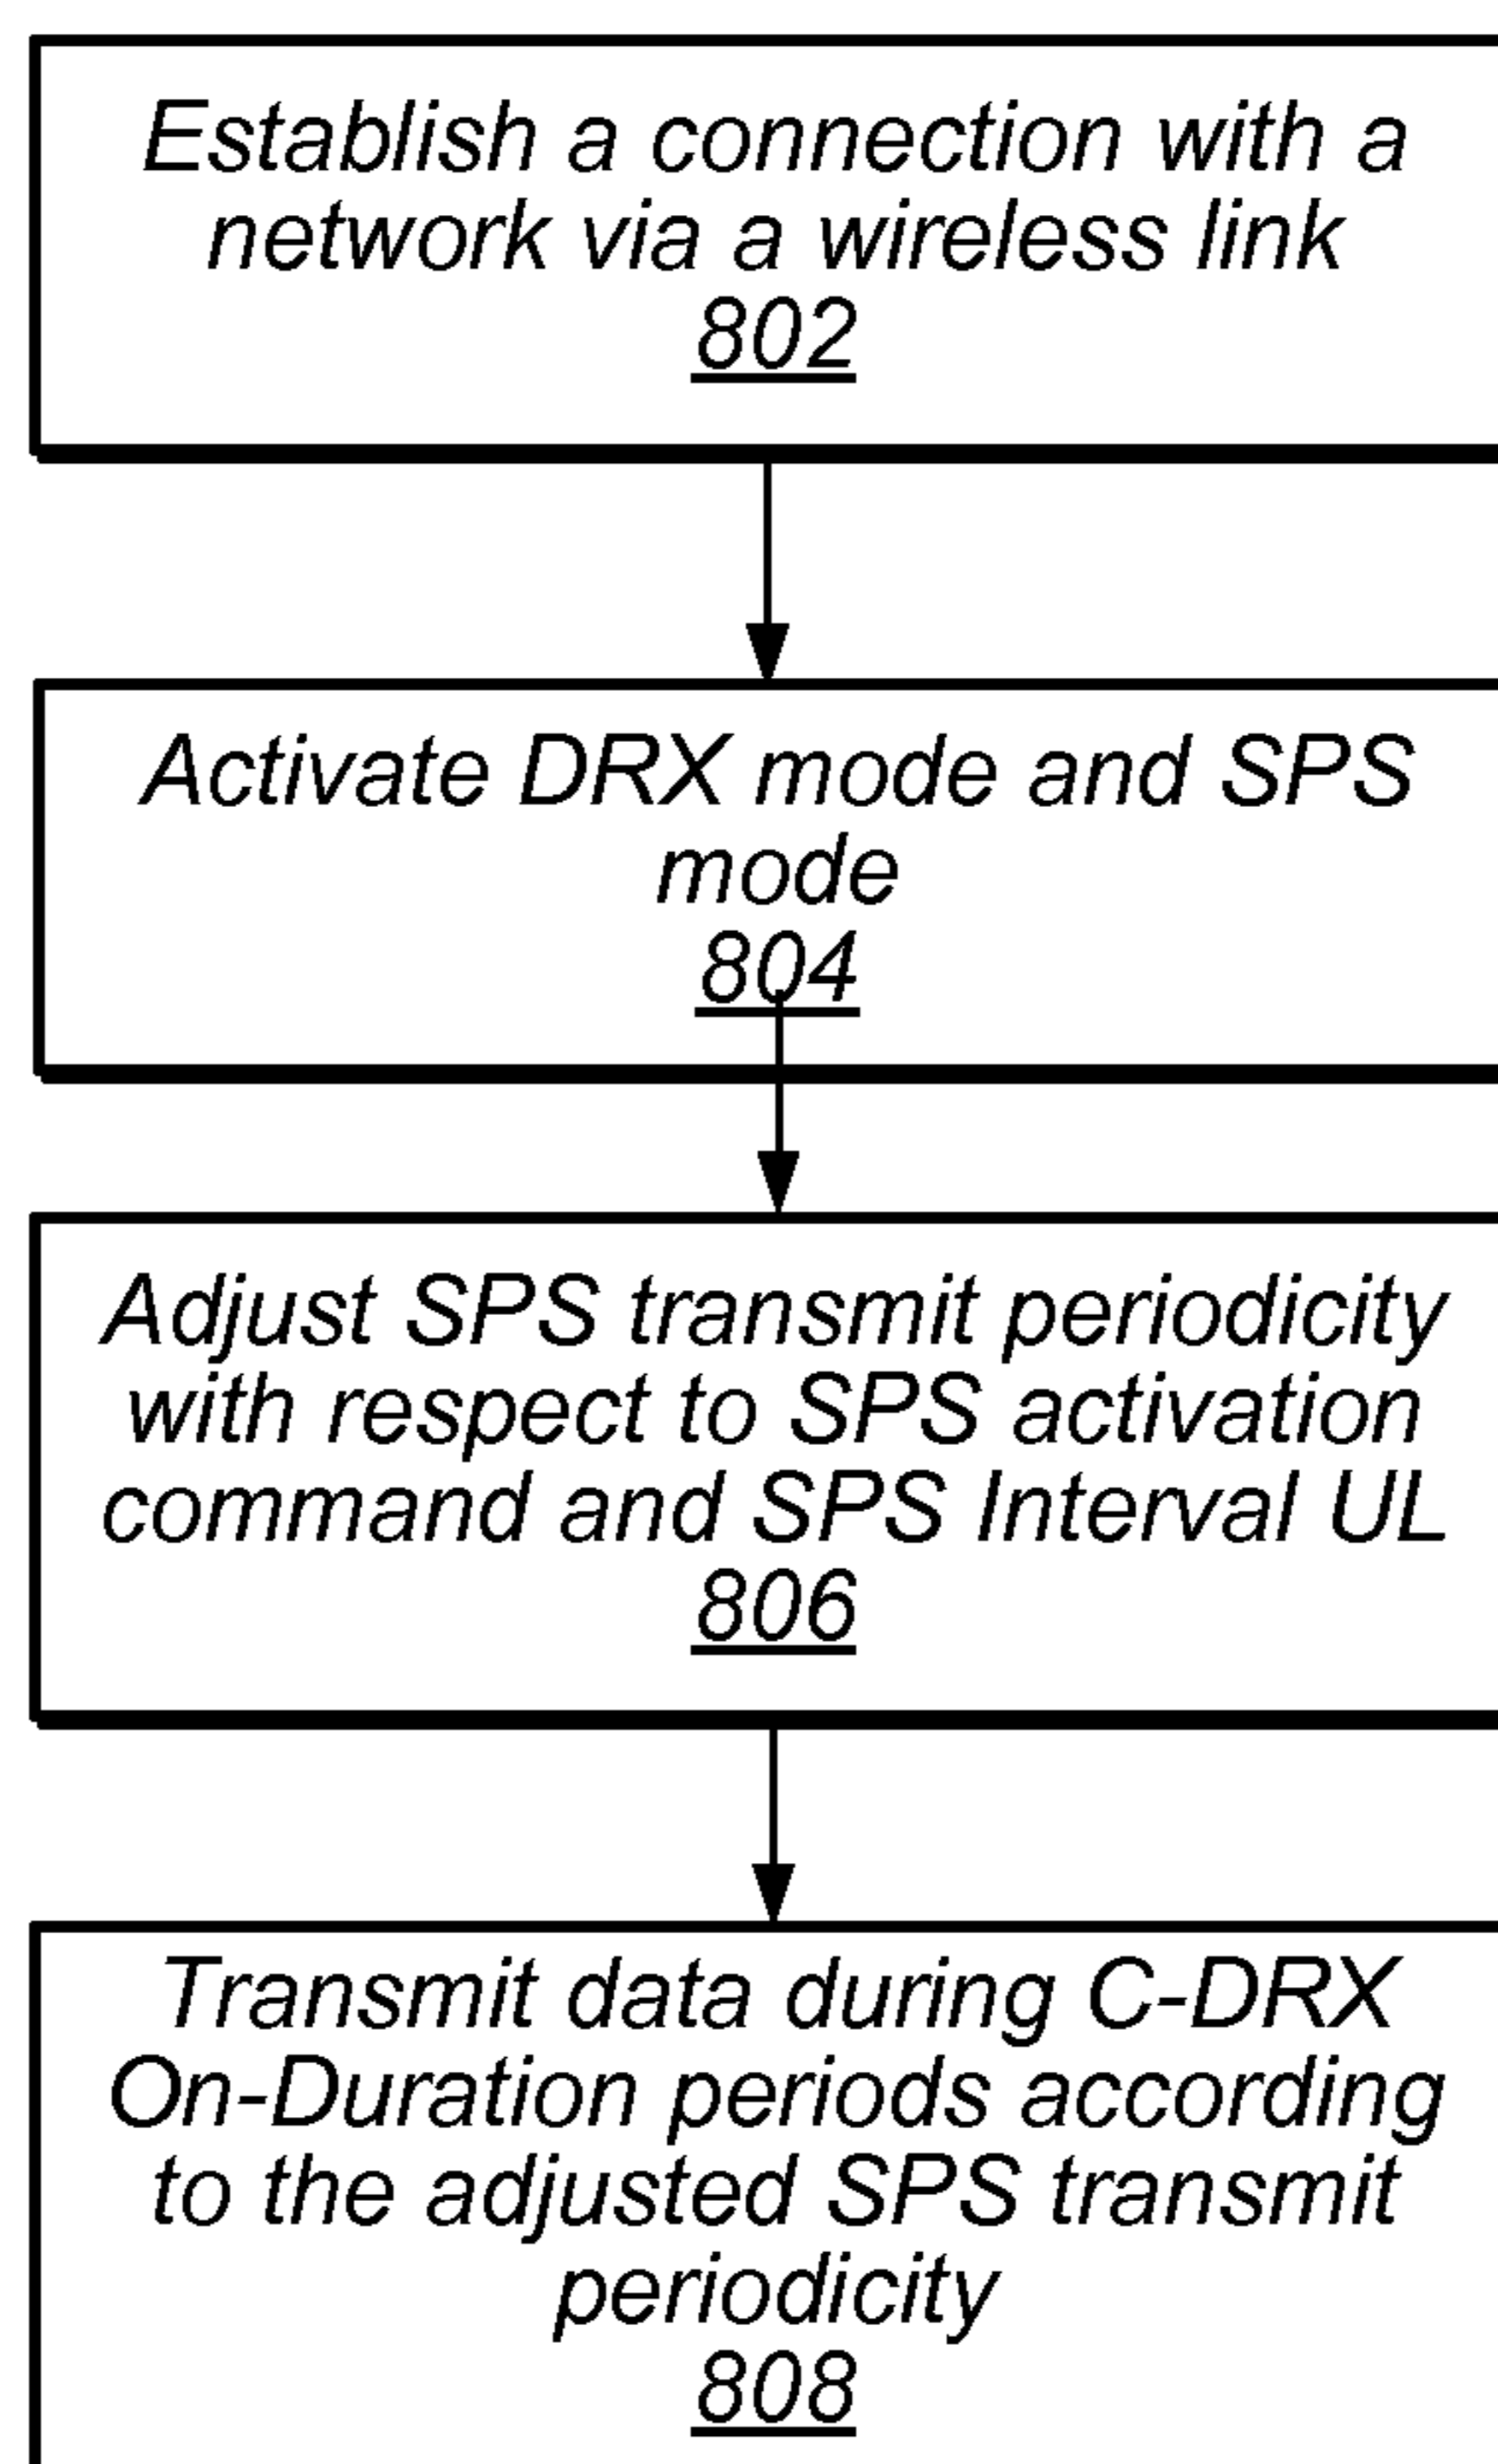 Establish a connection with a
network via a wireless link
802
Activate DRX mode and SPS
mode
804
Adjust SPS transmit periodicity
with respect to SPS activation
command and SPS Interval UL
806
Transmit data during C-DRX
On-Duration periods according
to the adjusted SPS transmit
periodicity
808